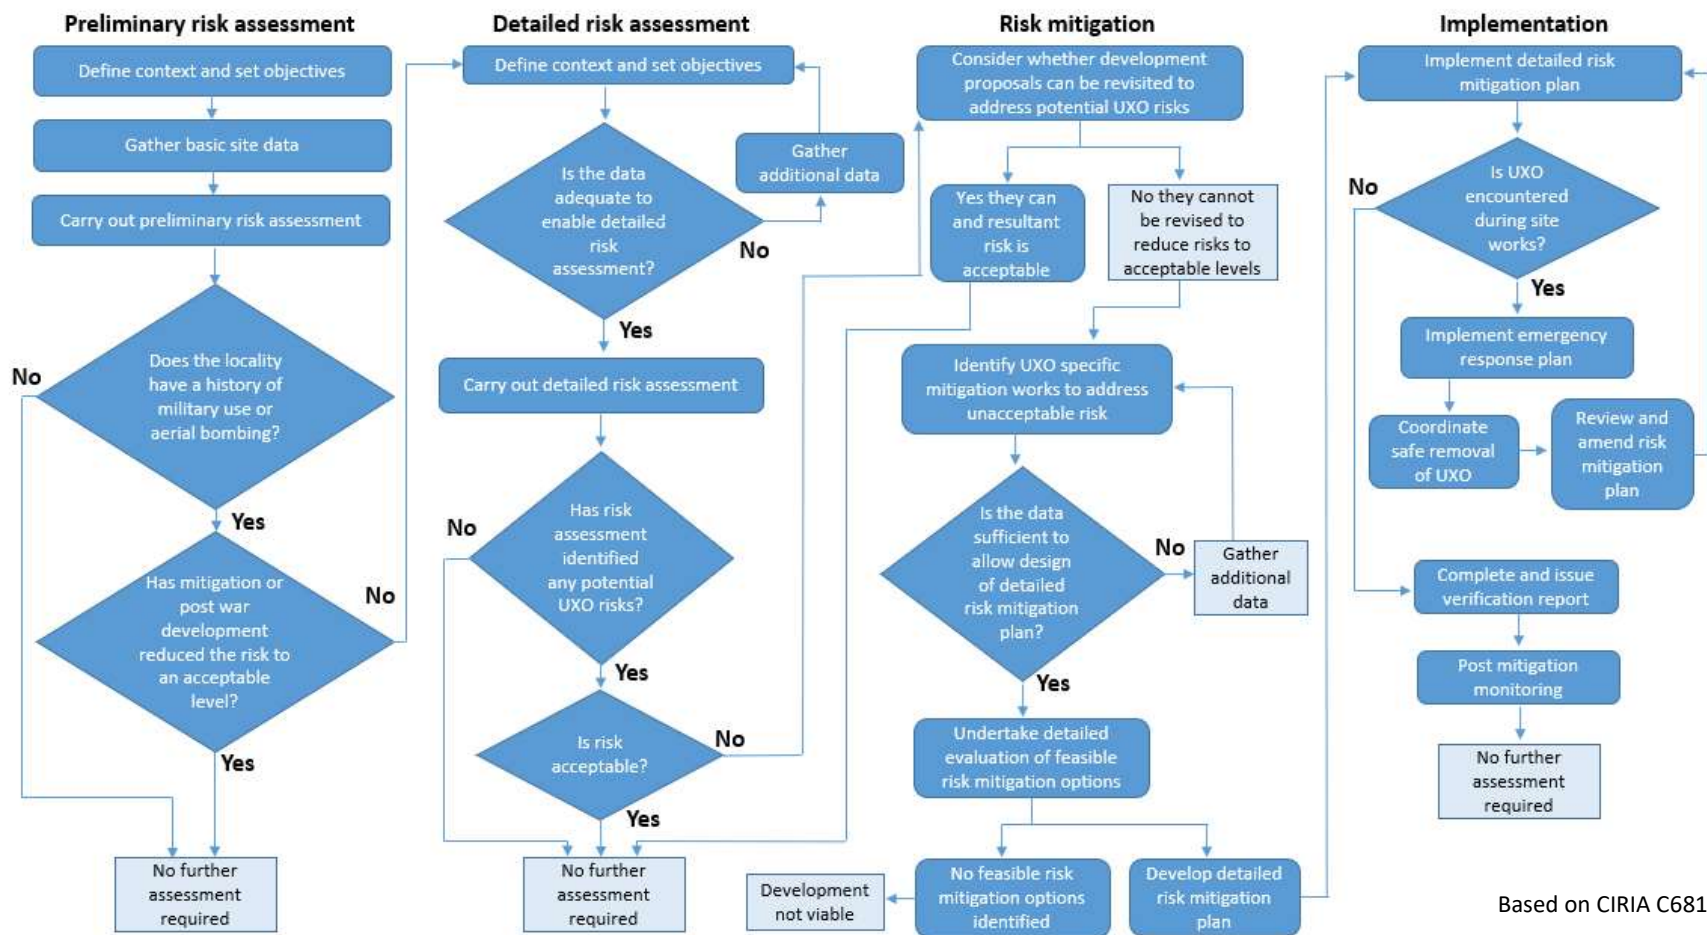 Preliminary risk assessment
Define context and set objectives
Gather basic site data
Carry out preliminary risk assessment
Does the locality
have a history of
military use or
aerial bombing?
No
Yes
Has mitigation or
post war
development
reduced the risk to
an acceptable
level?
No
Yes
No further
assessment
required
Detailed risk assessment
Define context and set objectives
Is the data
adequate to
enable detailed
risk
assessment?
No
Gather
additional data
Yes
Carry out detailed risk assessment
Has risk
assessment
identified
any potential
UXO risks?
No
Yes
Is risk
acceptable?
No
Yes
No further
assessment
required
Risk mitigation
Consider whether development
proposals can be revisited to
address potential UXO risks
Yes they can
and resultant
risk is
acceptable
No they cannot
be revised to
reduce risks to
acceptable levels
Identify UXO specific
mitigation works to address
unacceptable risk
Is the data
sufficient to
allow design
of detailed
risk mitigation
plan?
No
Gather
additional
data
Yes
Undertake detailed
evaluation of feasible
risk mitigation options
No feasible risk
mitigation options
identified
Development
not viable
Develop detailed
risk mitigation
plan
Implementation
Implement detailed risk
mitigation plan
Is UXO
encountered
during site
works?
No
Yes
Implement emergency
response plan
Coordinate
safe removal
of UXO
Review and
amend risk
mitigation
plan
Complete and issue
verification report
Post mitigation
monitoring
No further
assessment
required
Based on CIRIA C681